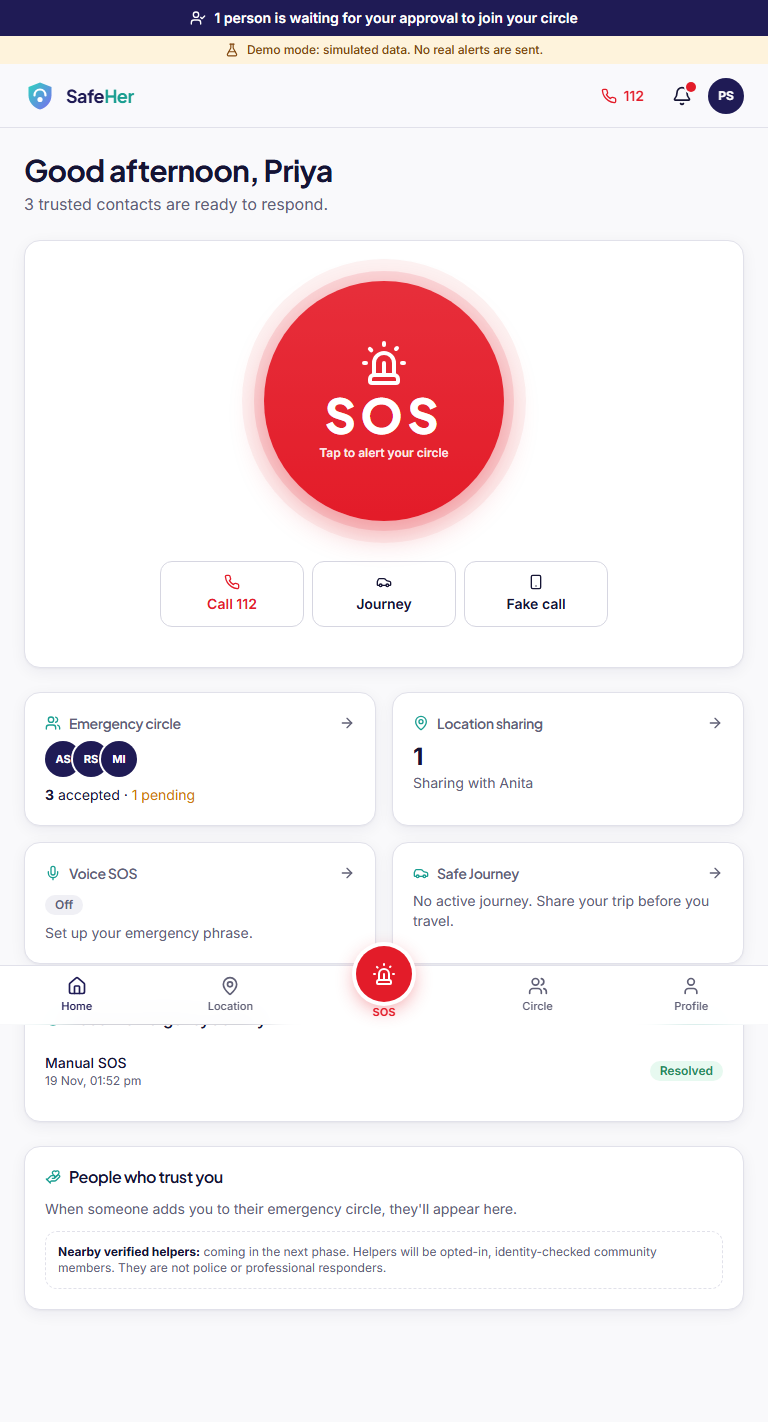 1 person is waiting for your approval to join your circle
Demo mode: simulated data. No real alerts are sent.
SafeHer
112
PS
Good afternoon, Priya
3 trusted contacts are ready to respond.
SOS
Tap to alert your circle
Call 112
Journey
Fake call
Emergency circle
AS RS MI
3 accepted · 1 pending
Location sharing
1
Sharing with Anita
Voice SOS
Off
Set up your emergency phrase.
Safe Journey
No active journey. Share your trip before you
travel.
Home
Location
SOS
Circle
Profile
Manual SOS
19 Nov, 01:52 pm
Resolved
People who trust you
When someone adds you to their emergency circle, they'll appear here.
Nearby verified helpers: coming in the next phase. Helpers will be opted-in, identity-checked community
members. They are not police or professional responders.